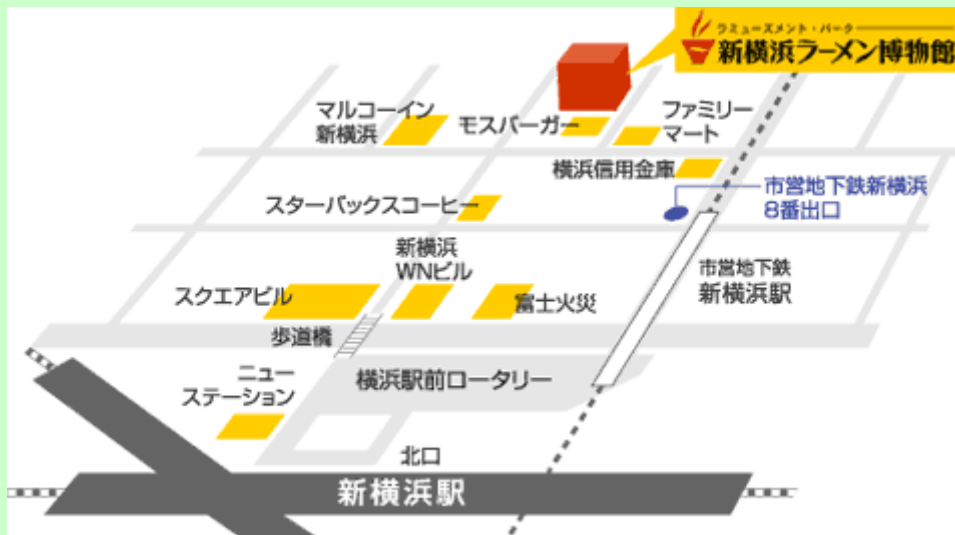 ラミューズメント・パーク
新横浜ラーメン博物館
マルコーイン
新横浜
モスバーガー
ファミリー
マート
横浜信用金庫
市営地下鉄新横浜
8番出口
スターバックスコーヒー
新横浜
WNビル
市営地下鉄
新横浜駅
スクエアビル
富士火災
歩道橋
ニュー
ステーション
横浜駅前ロータリー
北口
新横浜駅